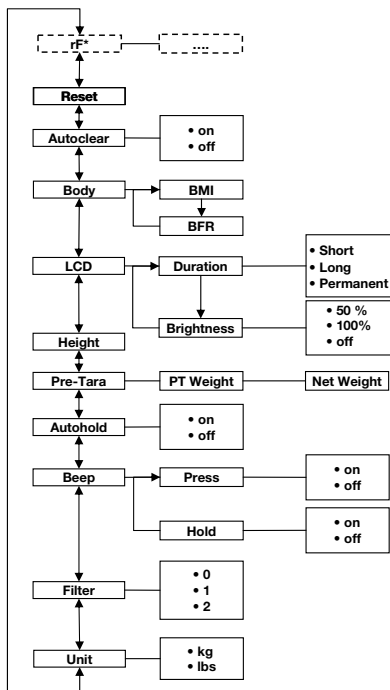 rF*
....
Reset
Autoclear
• on
• off
Body
BMI
BFR
LCD
Duration
• Short
• Long
• Permanent
Brightness
• 50 %
• 100%
• off
Height
Pre-Tara
PT Weight
Net Weight
Autohold
• on
• off
Beep
Press
• on
• off
Hold
• on
• off
Filter
• 0
• 1
• 2
Unit
• kg
• lbs